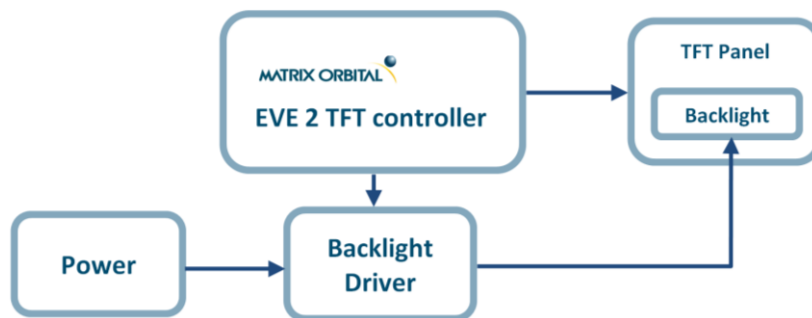 MATRIX ORBITAL
EVE 2 TFT controller
TFT Panel
Backlight
Power
Backlight
Driver